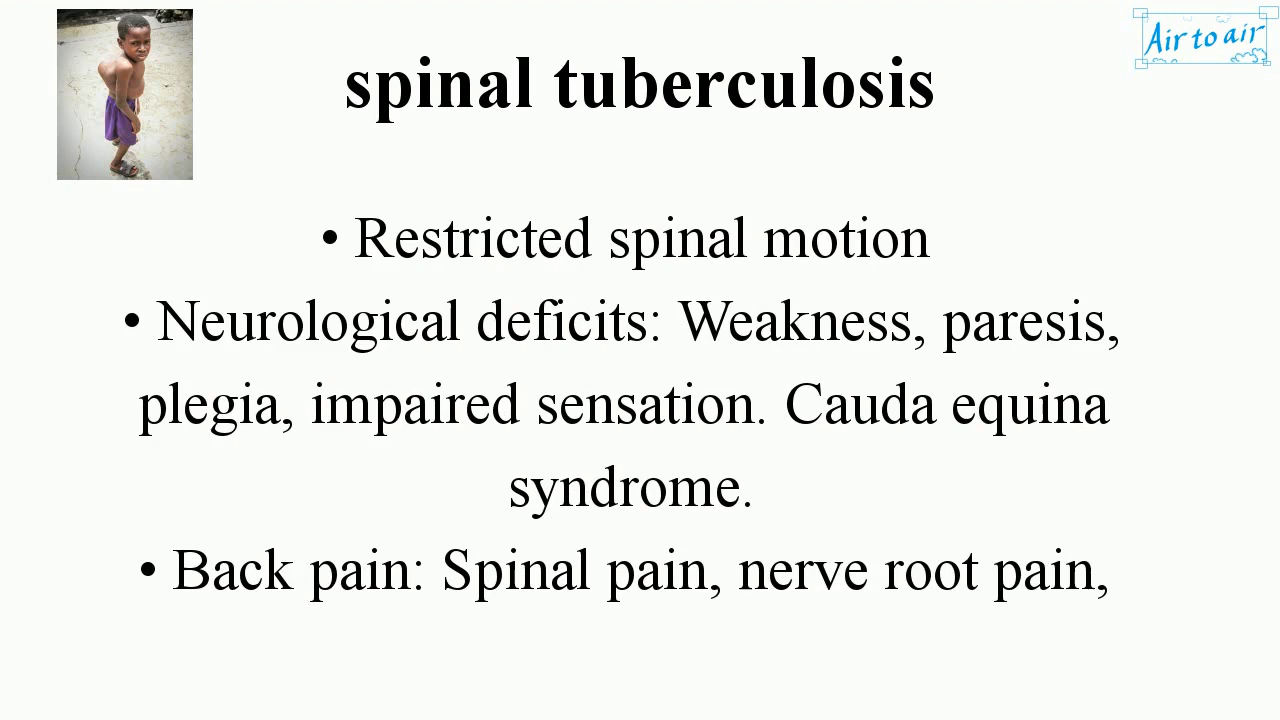 Air to air
spinal tuberculosis
• Restricted spinal motion
• Neurological deficits: Weakness, paresis,
plegia, impaired sensation. Cauda equina
syndrome.
• Back pain: Spinal pain, nerve root pain,